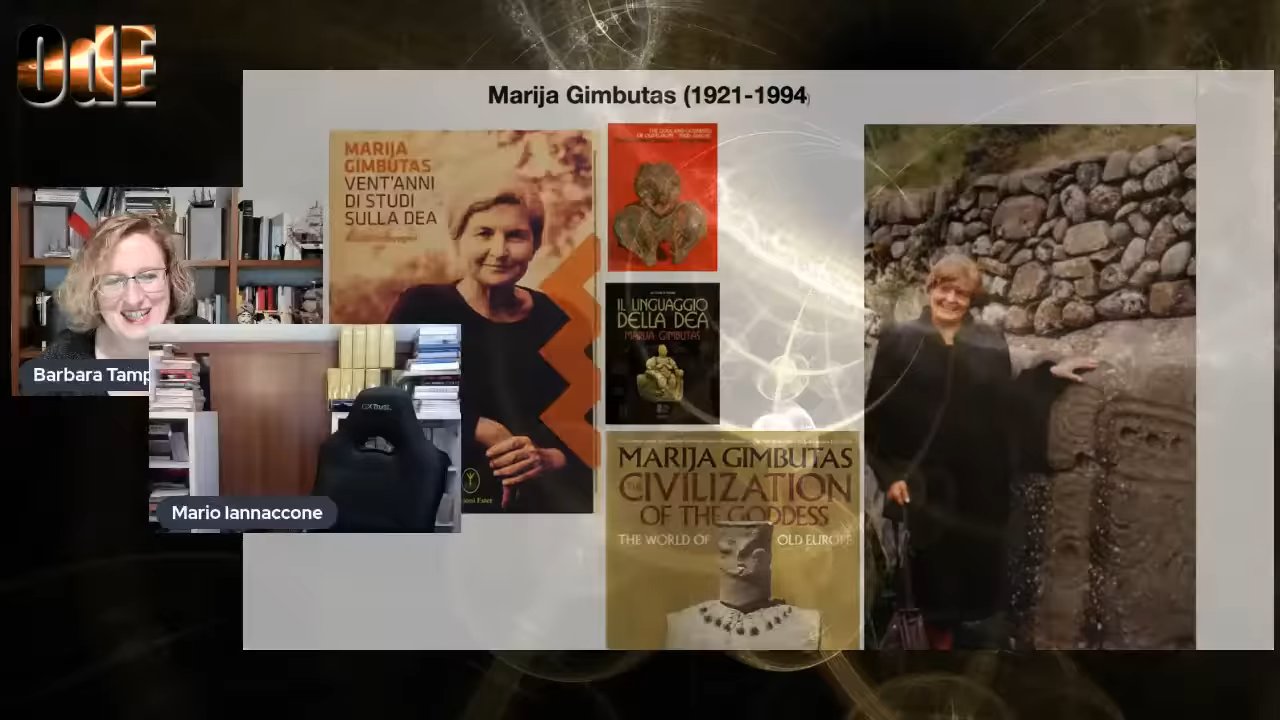 OdE
Marija Gimbutas (1921-1994)
MARIJA
GIMBUTAS
VENT'ANNI
DI STUDI
SULLA DEA
IL LINGUAGGIO
DELLA DEA
MARIJA GIMBUTAS
MARIJA GIMBUTAS
CIVILIZATION
OF THE GODDESS
THE WORLD OF OLD EUROPE
Barbara Tamp
GXTrust
Mario Iannaccone